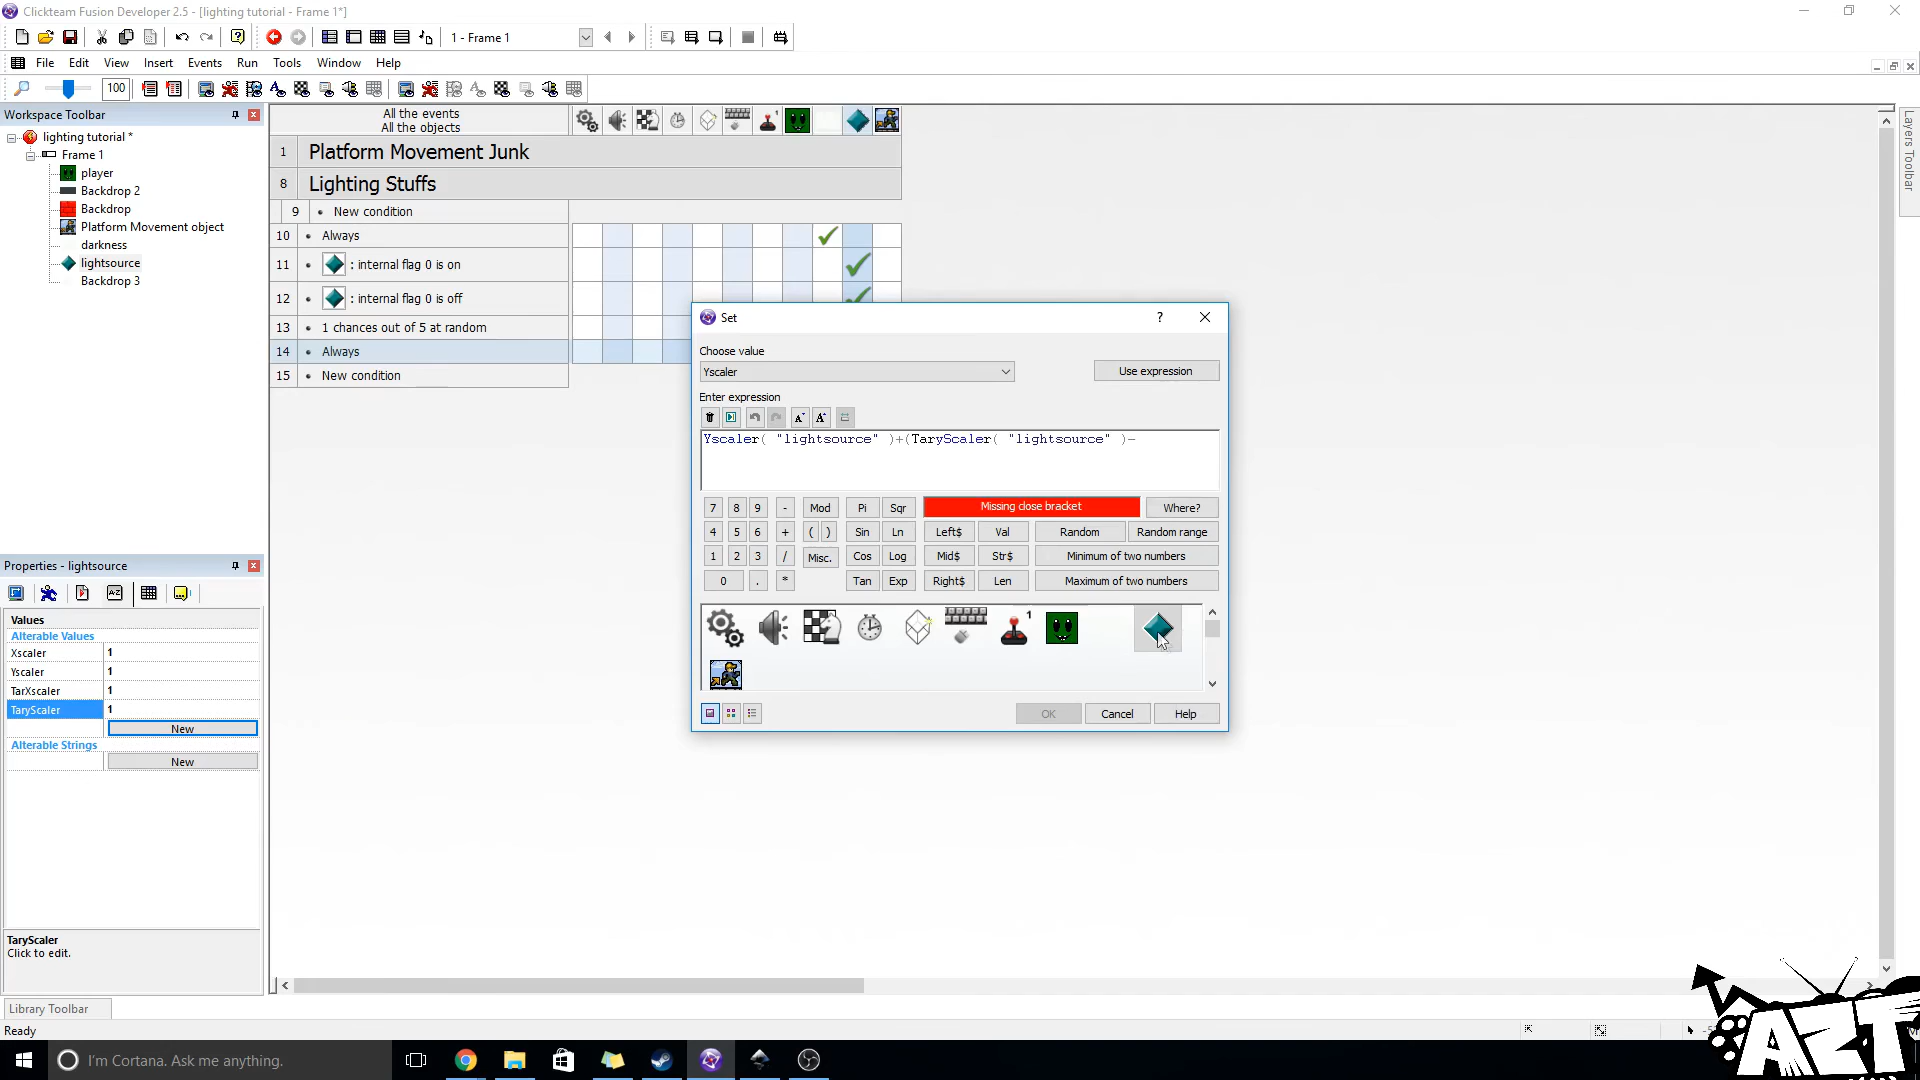 Clickteam Fusion Developer 2.5 - [lighting tutorial - Frame 1*]
1 - Frame 1
File Edit View Insert Events Run Tools Window Help
100
Workspace Toolbar
lighting tutorial *
Frame 1
player
Backdrop 2
Backdrop
Platform Movement object
darkness
lightsource
Backdrop 3
All the events
All the objects
1 Platform Movement Junk
8 Lighting Stuffs
9 • New condition
10 • Always
11 • : internal flag 0 is on
12 • : internal flag 0 is off
13 • 1 chances out of 5 at random
14 • Always
15 • New condition
Layers Toolbar
Set
?
Choose value
Yscaler
Use expression
Enter expression
Yscaler( "lightsource" )+(TaryScaler( "lightsource" )-
7 8 9 - Mod Pi Sqr Missing close bracket Where?
4 5 6 + ( ) Sin Ln Left$ Val Random Random range
1 2 3 / Misc. Cos Log Mid$ Str$ Minimum of two numbers
0 . * Tan Exp Right$ Len Maximum of two numbers
1
OK Cancel Help
Properties - lightsource
Values
Alterable Values
Xscaler 1
Yscaler 1
TarXscaler 1
TaryScaler 1
New
Alterable Strings
New
TaryScaler
Click to edit.
Library Toolbar
Ready
I'm Cortana. Ask me anything.
AZT